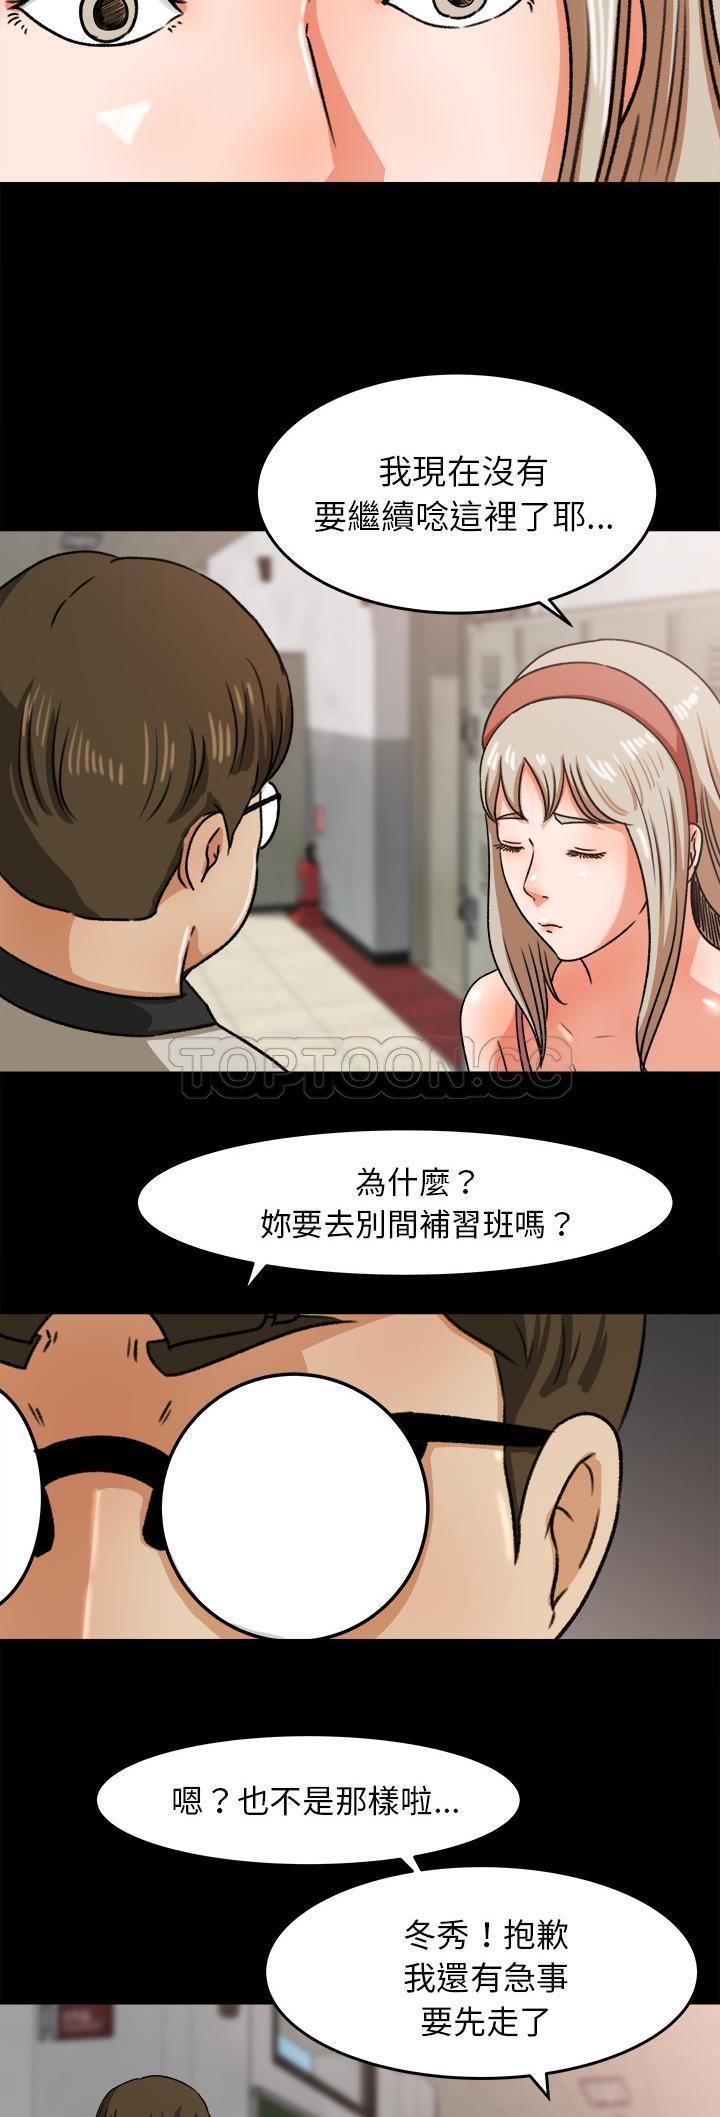 我現在沒有
要繼續唸這裡了耶...
TOPTOON.CC
為什麼？
妳要去別間補習班嗎？
嗯？也不是那樣啦...
冬秀！抱歉
我還有急事
要先走了